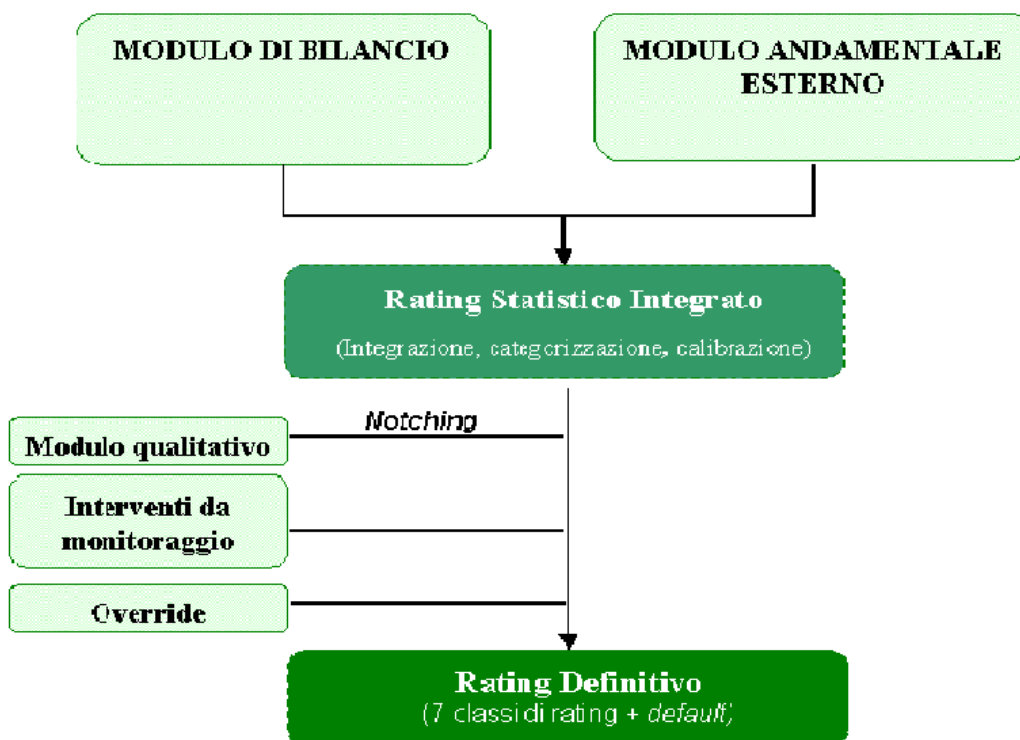 MODULO DI BILANCIO
MODULO ANDAMENTALE
ESTERNO
Rating Statistico Integrato
(Integrazione, categorizzazione, calibrazione)
Notching
Modulo qualitativo
Interventi da
monitoraggio
Override
Rating Definitivo
(7 classi di rating + default)